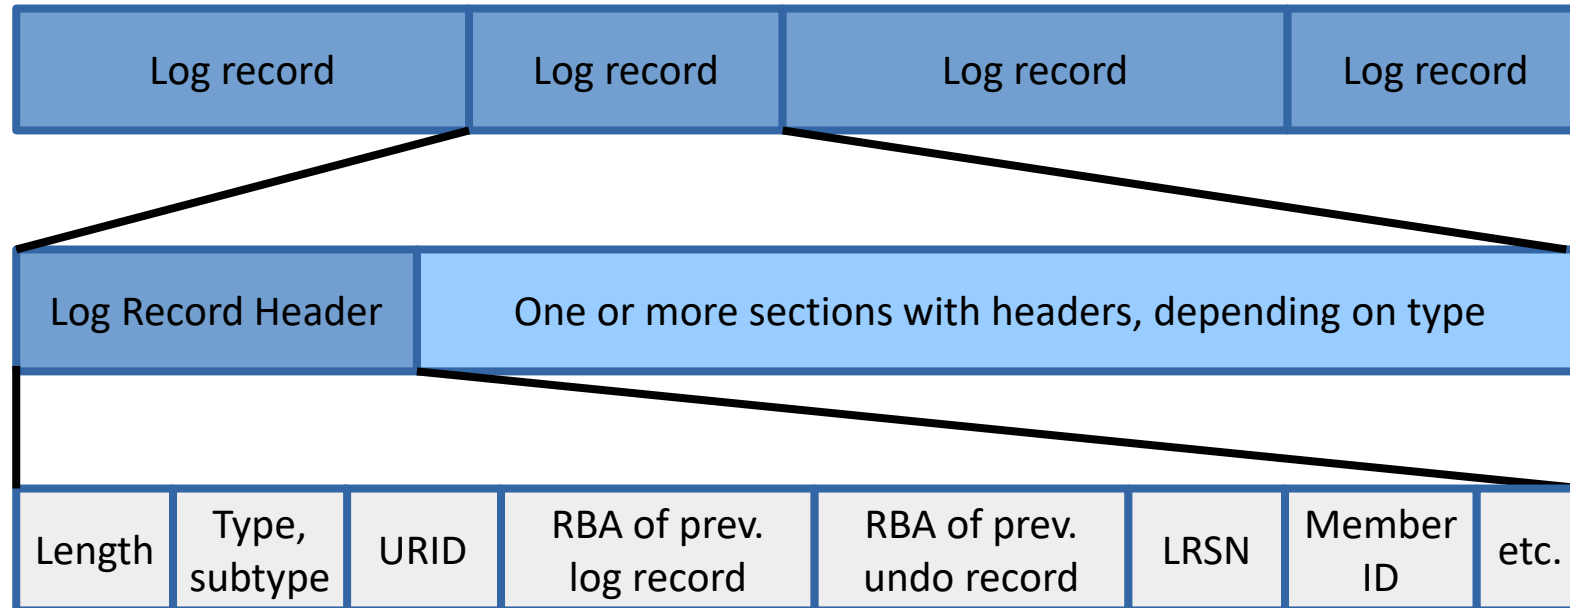 Log record
Log record
Log record
Log record
Log Record Header
One or more sections with headers, depending on type
Length
Type,
subtype
URID
RBA of prev.
log record
RBA of prev.
undo record
LRSN
Member
ID
etc.